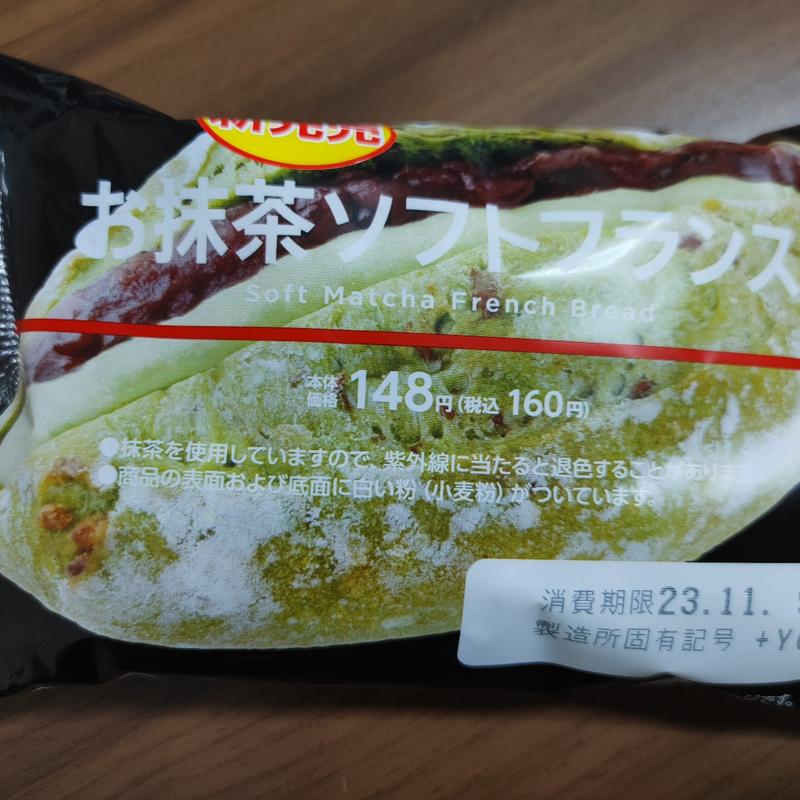 お抹茶ソフトフランス
Soft Matcha French Bread
本体価格 148円(税込 160円)
●抹茶を使用していますので、紫外線に当たると退色することがあります
●商品の表面および底面に白い粉(小麦粉)がついています。
消費期限23.11.
製造所固有記号 +Y